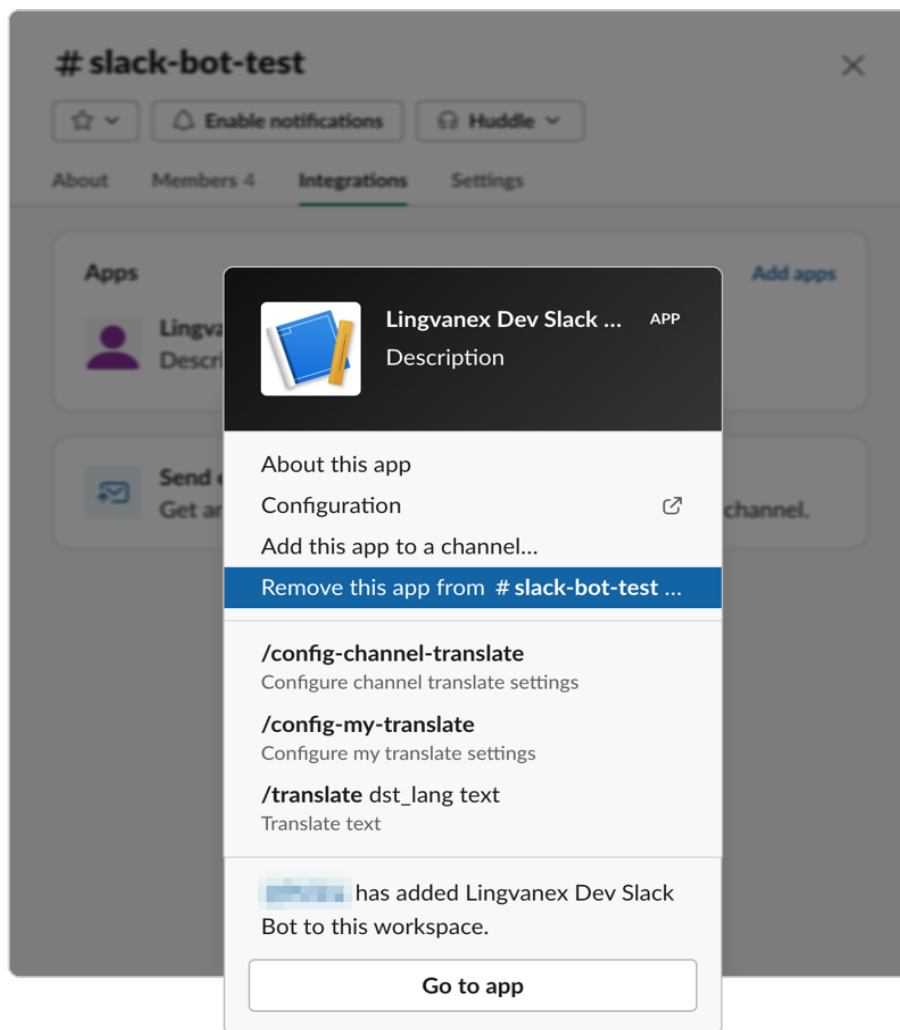 # slack-bot-test
Enable notifications
Huddle
About Members 4 Integrations Settings
Apps
Add apps
Lingvanex Dev Slack ... APP
Description
About this app
Configuration
Add this app to a channel...
Remove this app from # slack-bot-test ...
Send
Get
channel.
/config-channel-translate
Configure channel translate settings
/config-my-translate
Configure my translate settings
/translate dst_lang text
Translate text
has added Lingvanex Dev Slack
Bot to this workspace.
Go to app